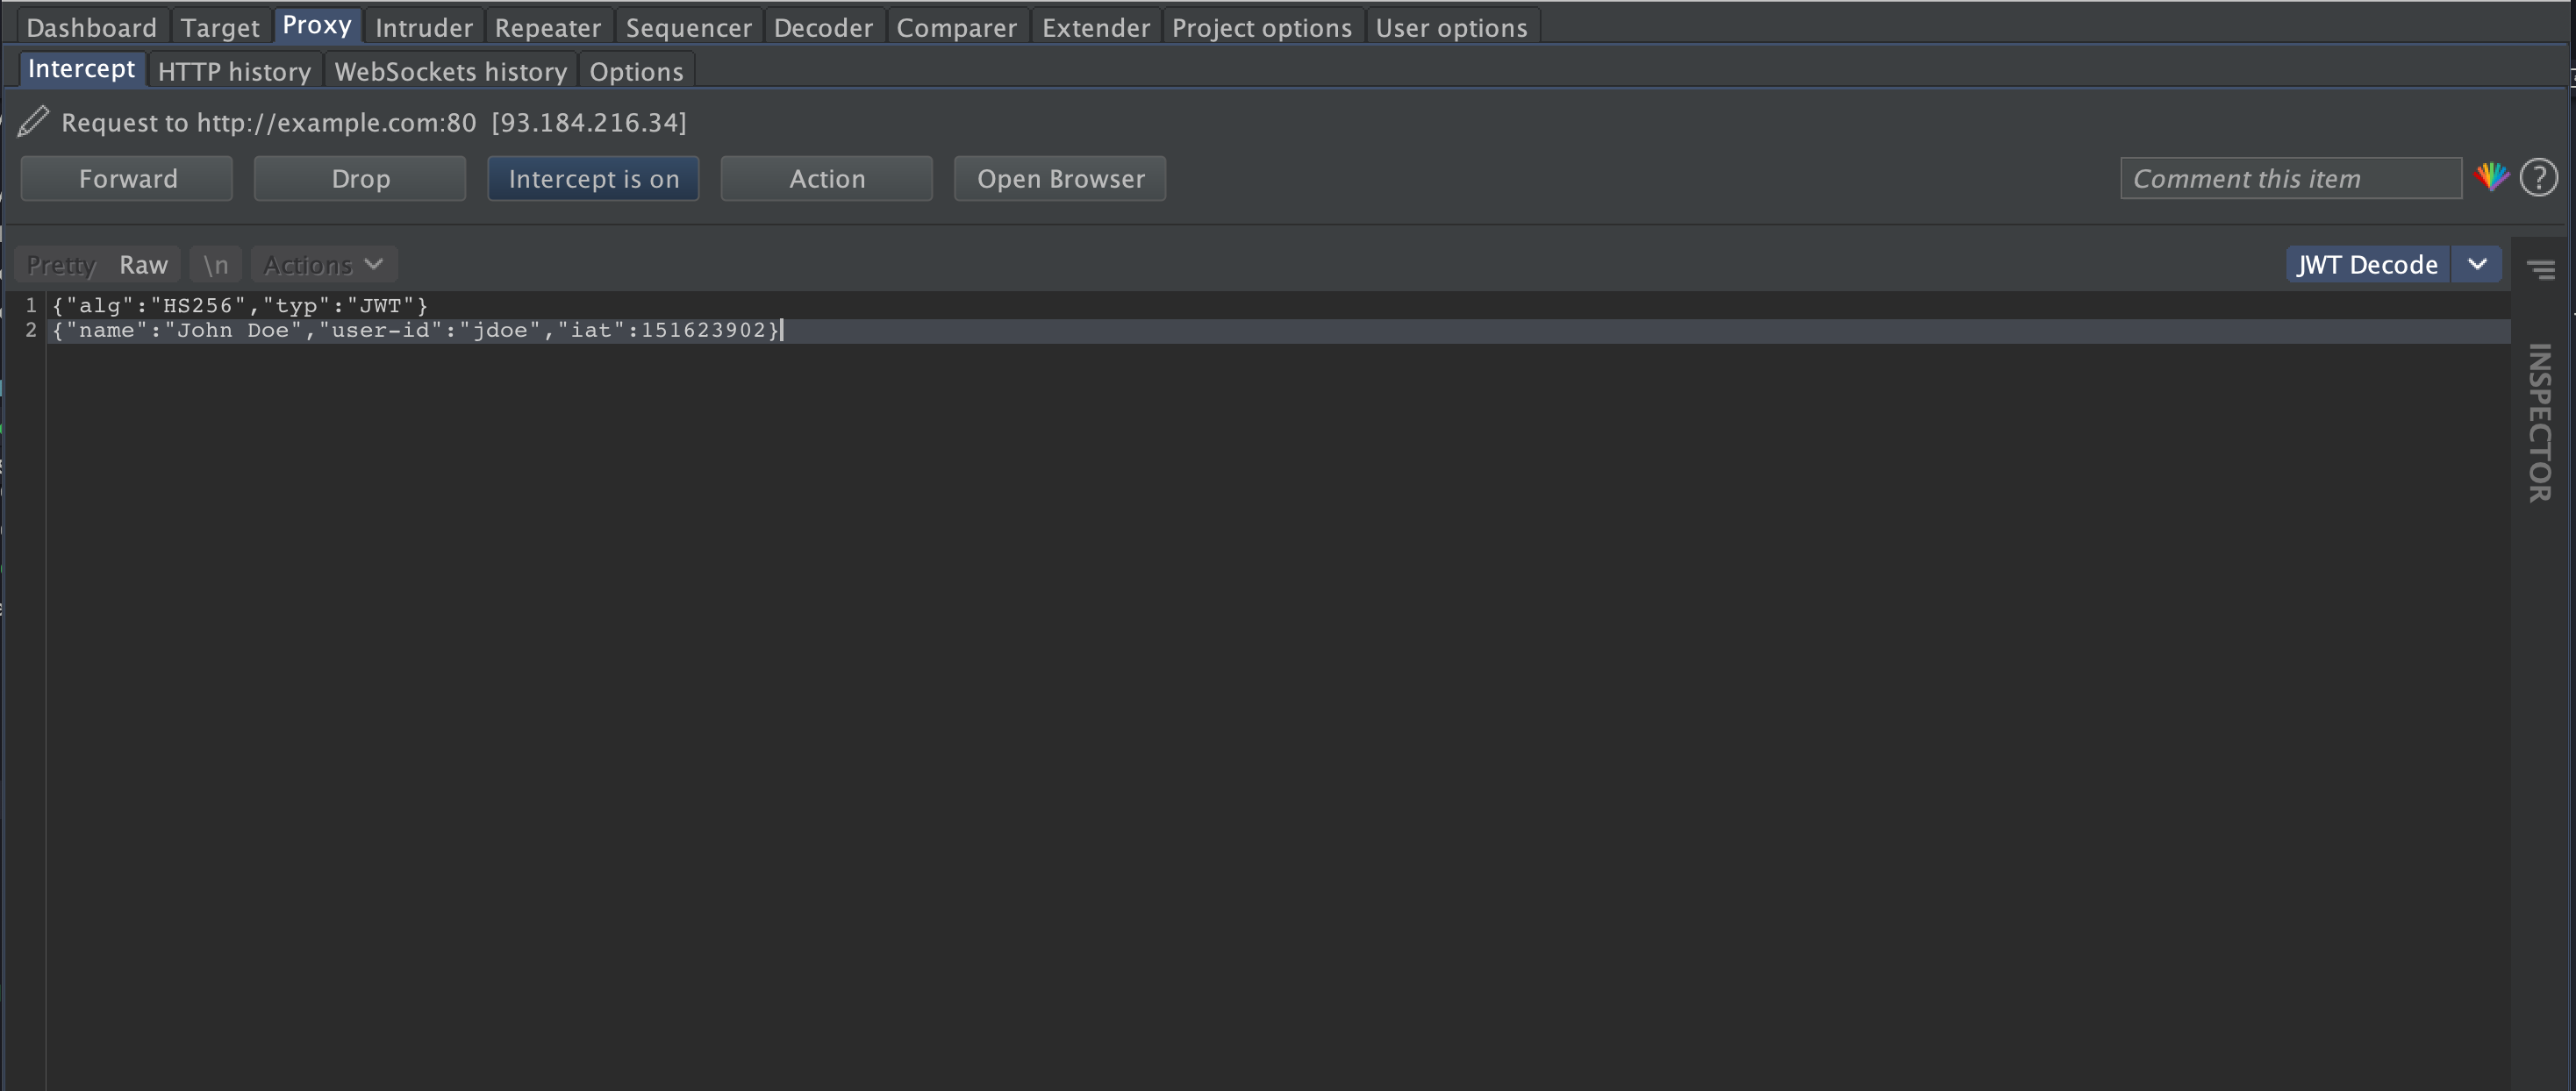 Dashboard Target Proxy Intruder Repeater Sequencer Decoder Comparer Extender Project options User options
Intercept HTTP history WebSockets history Options
Request to http://example.com:80 [93.184.216.34]
Forward Drop Intercept is on Action Open Browser Comment this item ?
Pretty Raw \n Actions JWT Decode
1 {"alg":"HS256","typ":"JWT"}
2 {"name":"John Doe","user-id":"jdoe","iat":151623902}
INSPECTOR